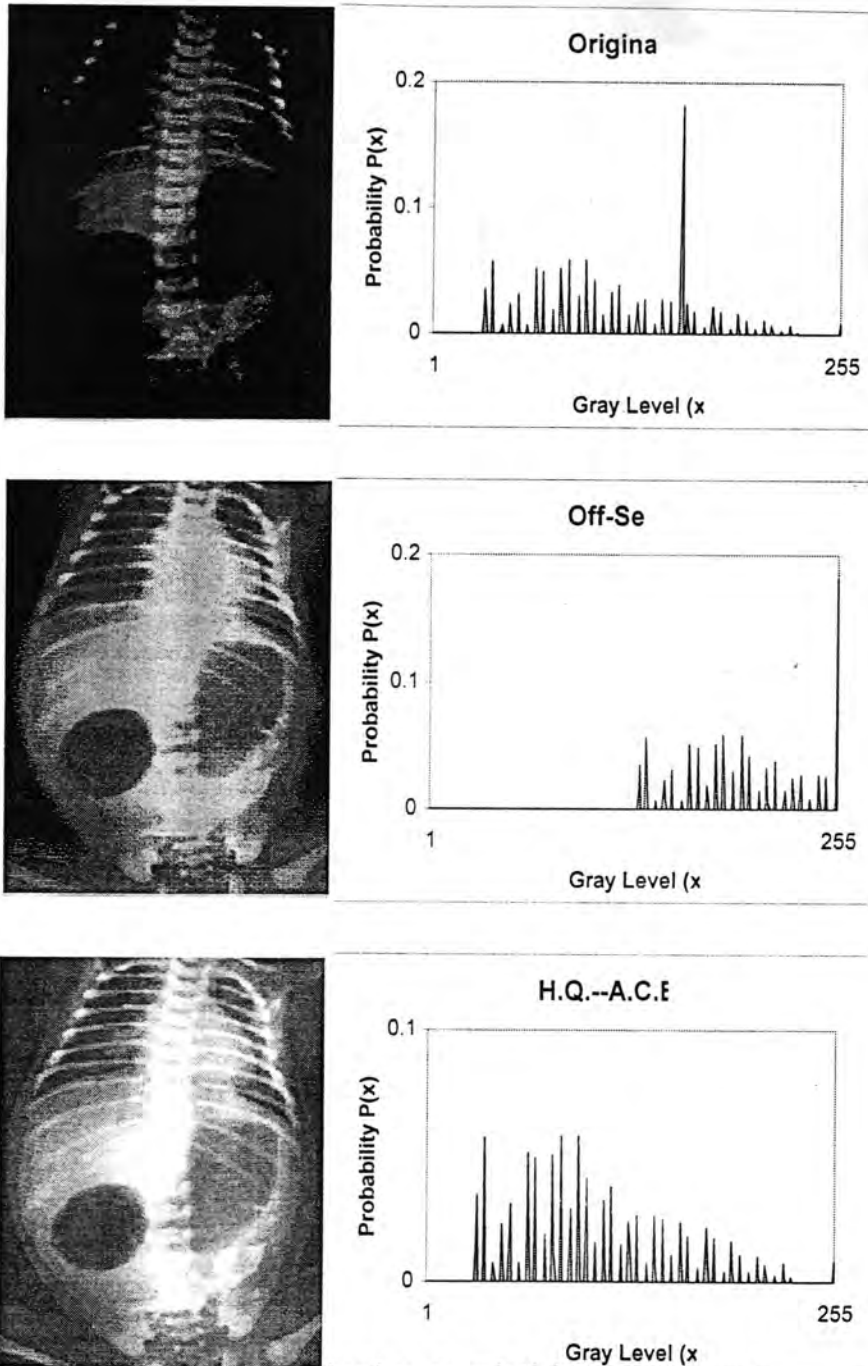 Origina
0.2
0.1
0
Probability P(x)
1 255
Gray Level (x
Off-Se
0.2
0.1
0
Probability P(x)
1 255
Gray Level (x
H.Q.--A.C.E
0.1
0
Probability P(x)
1 255
Gray Level (x